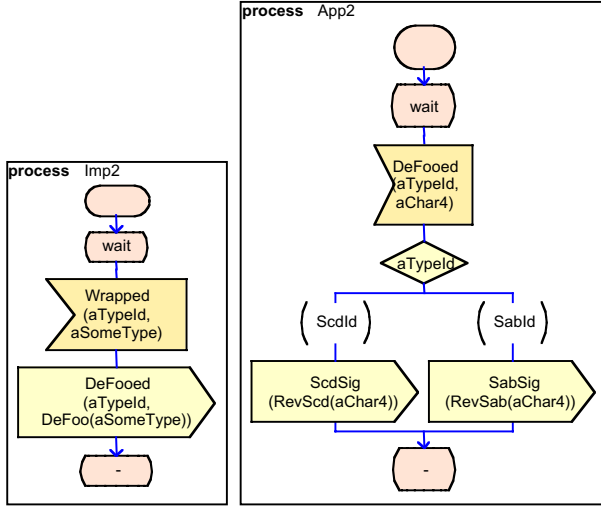 process Imp2
wait
Wrapped
(aTypeId,
aSomeType)
DeFooed
(aTypeId,
DeFoo(aSomeType))
-
process App2
wait
DeFooed
(aTypeId,
aChar4)
aTypeId
( ScdId )
( SabId )
ScdSig
(RevScd(aChar4))
SabSig
(RevSab(aChar4))
-